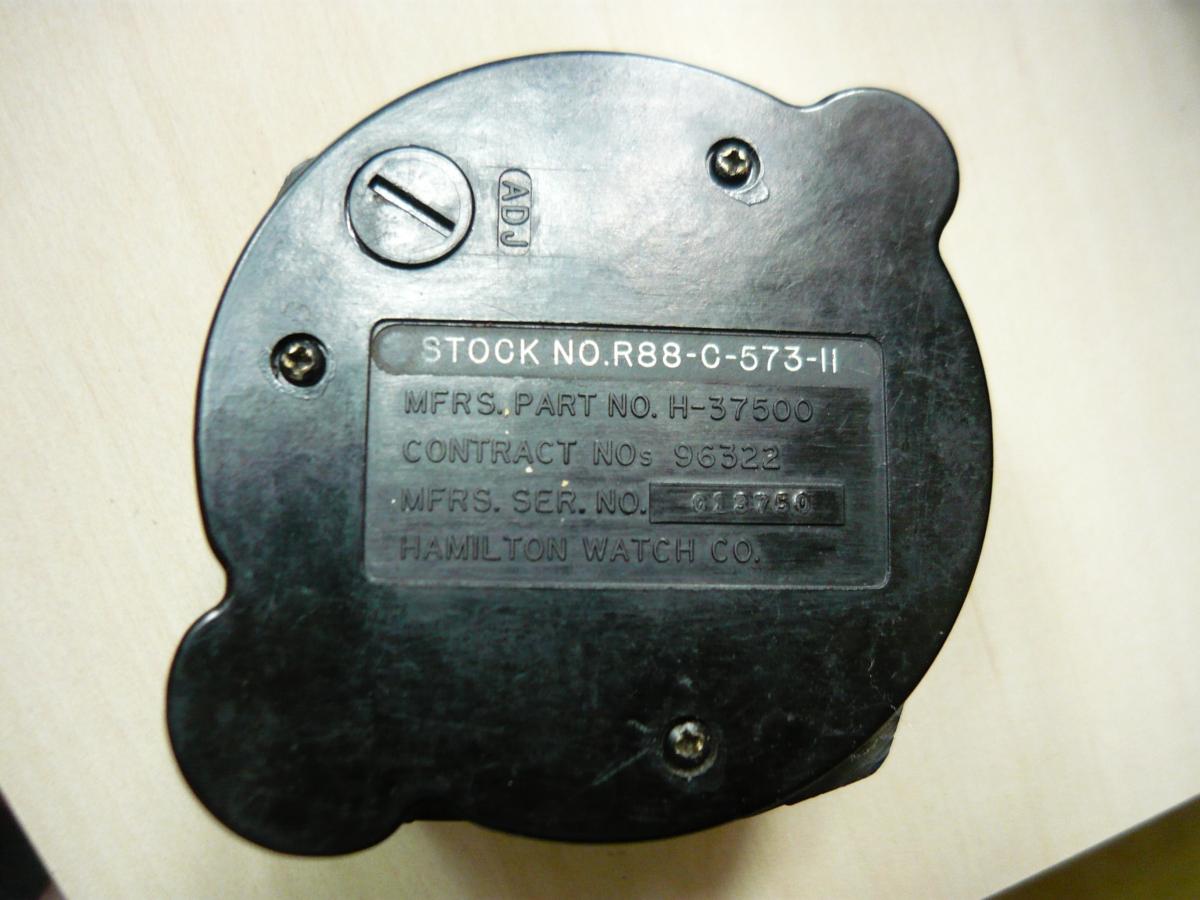 ADJ
STOCK NO.R88-C-573-11
MFRS. PART NO. H-37500
CONTRACT NOs 96322
MFRS. SER. NO. 013750
HAMILTON WATCH CO.